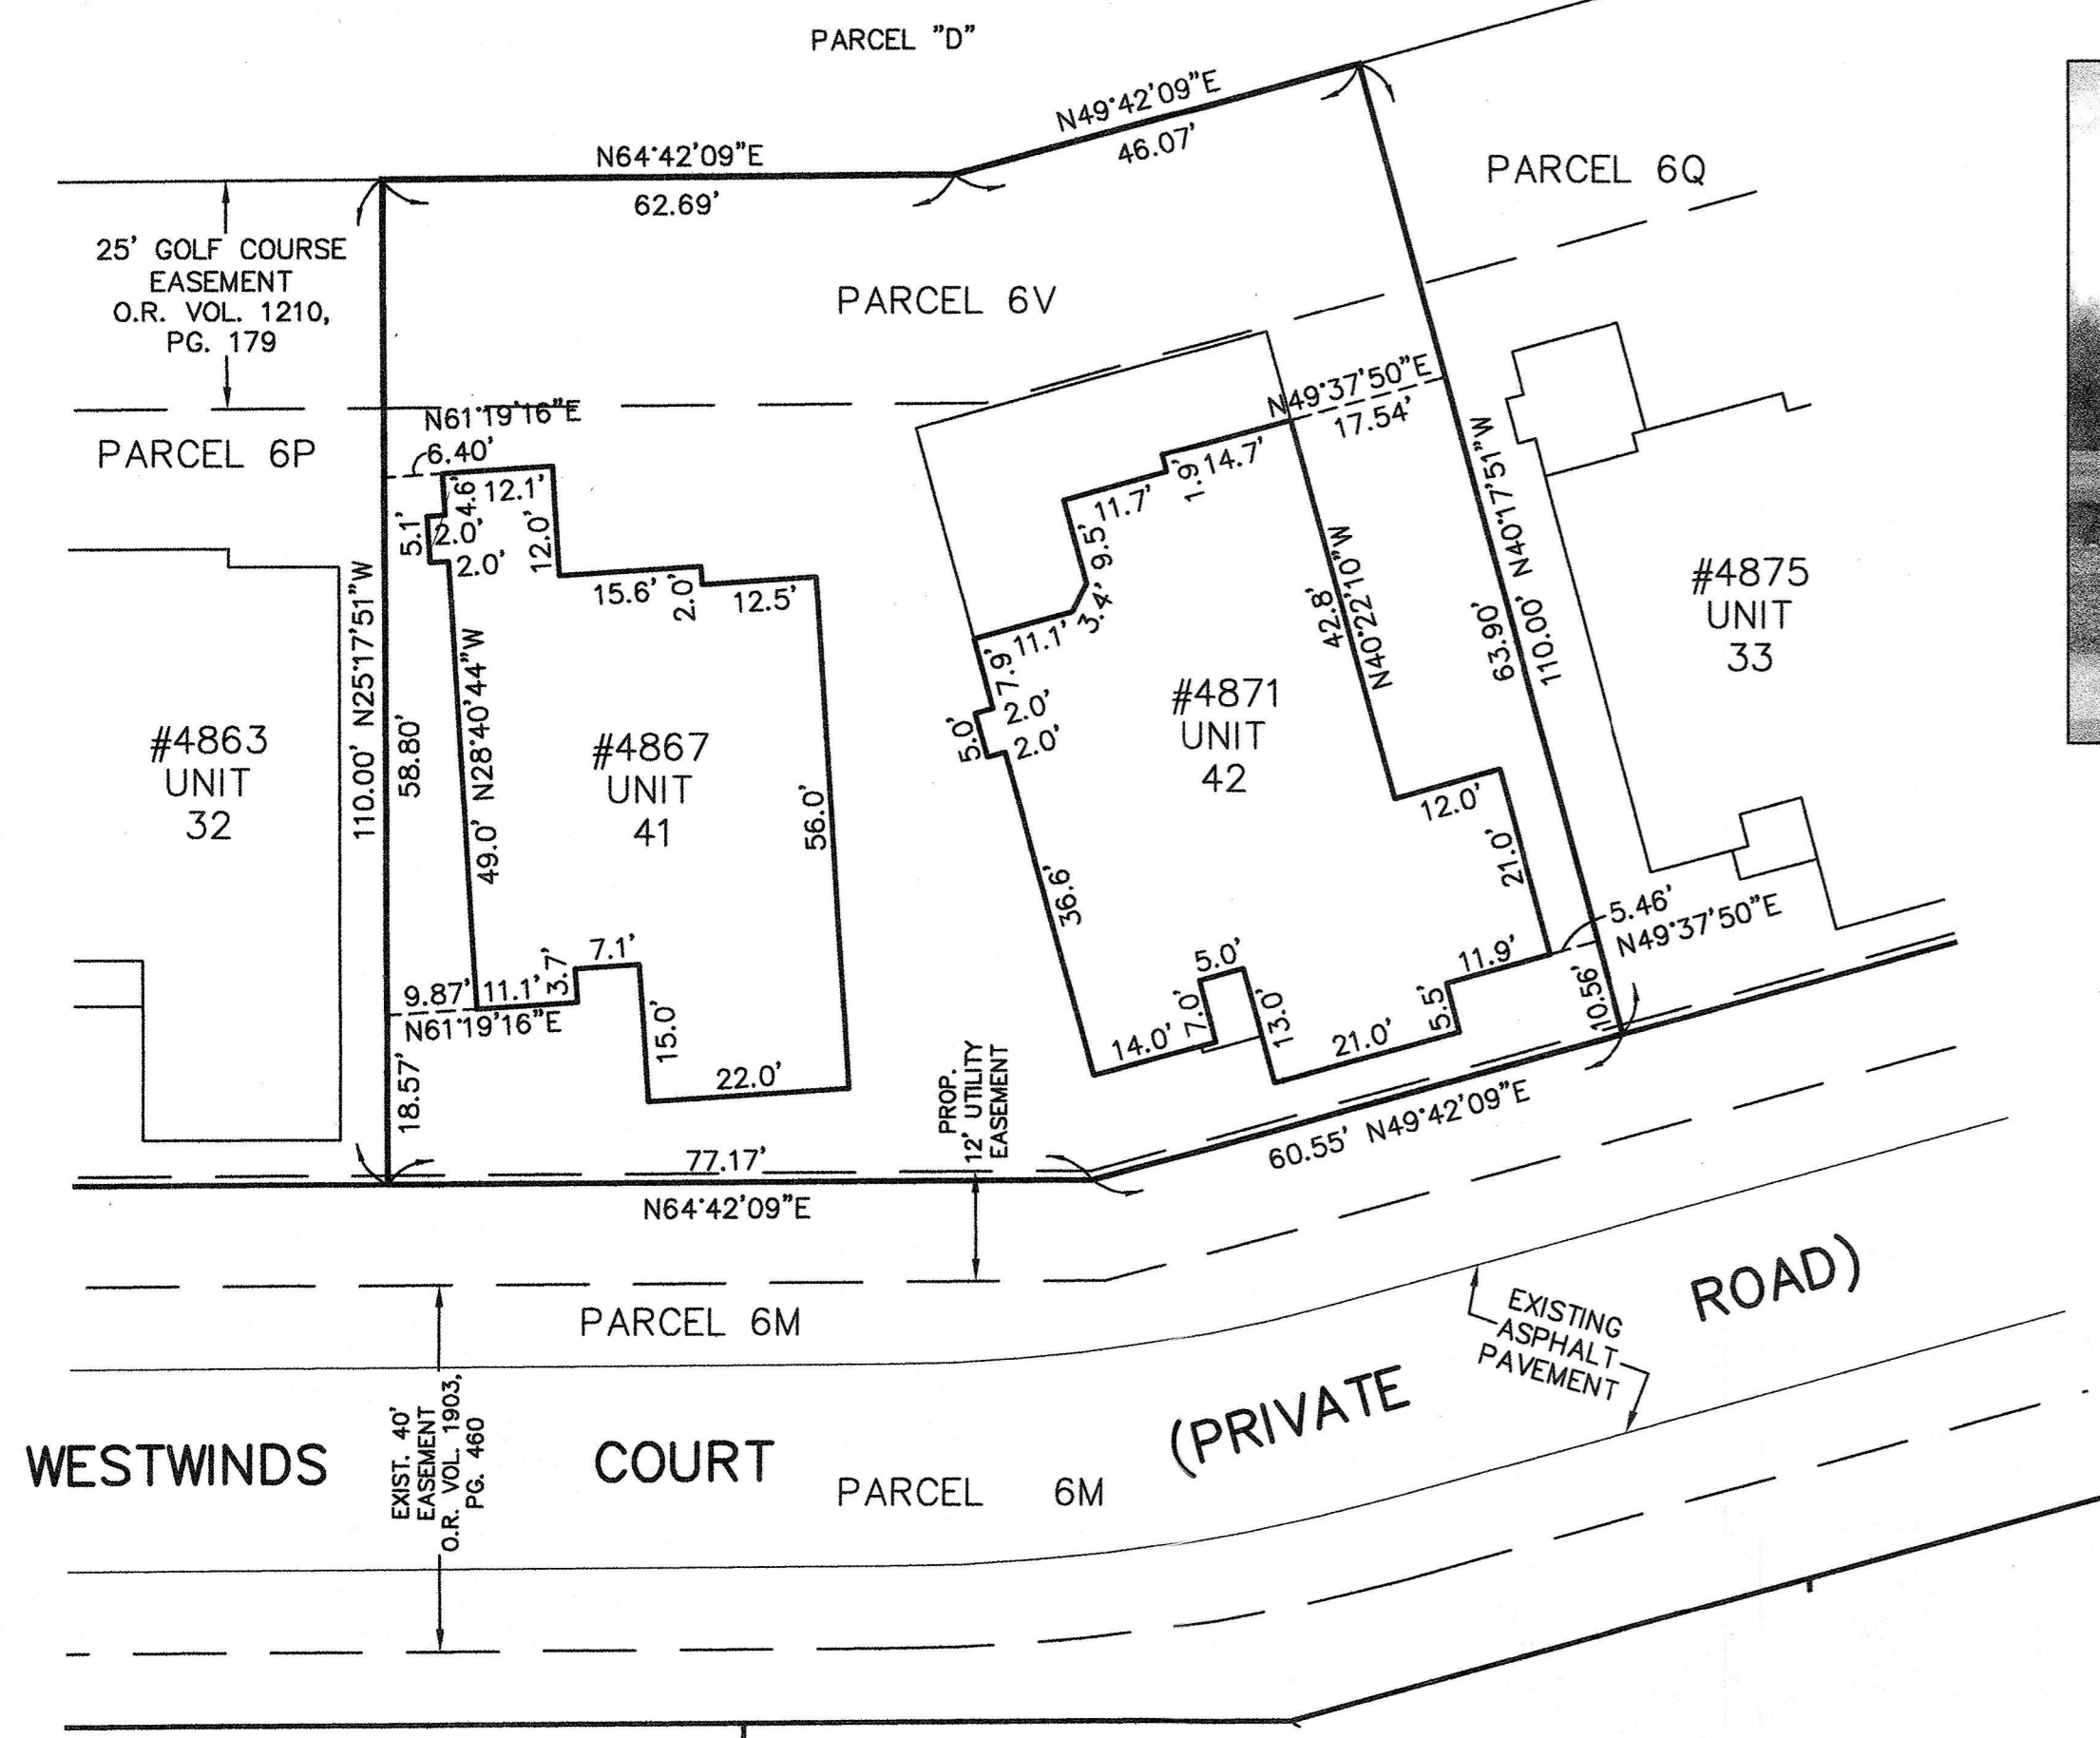 PARCEL "D"
N49°42'09"E
46.07'
N64°42'09"E
62.69'
PARCEL 6Q
25' GOLF COURSE
EASEMENT
O.R. VOL. 1210,
PG. 179
PARCEL 6V
N61°19'16"E
6.40'
PARCEL 6P
N49°37'50"E
17.54'
4.6'
12.1'
5.1'
2.0'
2.0'
12.0'
15.6'
2.0'
12.5'
14.7'
1.9'
11.7'
9.5'
3.4'
11.1'
7.9'
2.0'
5.0'
2.0'
42.8'
N40°22'10"W
63.90'
110.00' N40°17'51"W
#4875
UNIT
33
#4871
UNIT
42
#4867
UNIT
41
#4863
UNIT
32
110.00' N25°17'51"W
58.80'
49.0' N28°40'44"W
56.0'
36.6'
12.0'
21.0'
5.46'
N49°37'50"E
11.9'
5.0'
7.0'
13.0'
14.0'
21.0'
5.5'
10.56'
7.1'
3.7'
9.87'
11.1'
N61°19'16"E
15.0'
22.0'
18.57'
PROP.
12' UTILITY
EASEMENT
77.17'
N64°42'09"E
60.55' N49°42'09"E
PARCEL 6M
EXISTING
ASPHALT
PAVEMENT
EXIST. 40'
EASEMENT
O.R. VOL. 1903,
PG. 460
WESTWINDS COURT (PRIVATE ROAD)
PARCEL 6M